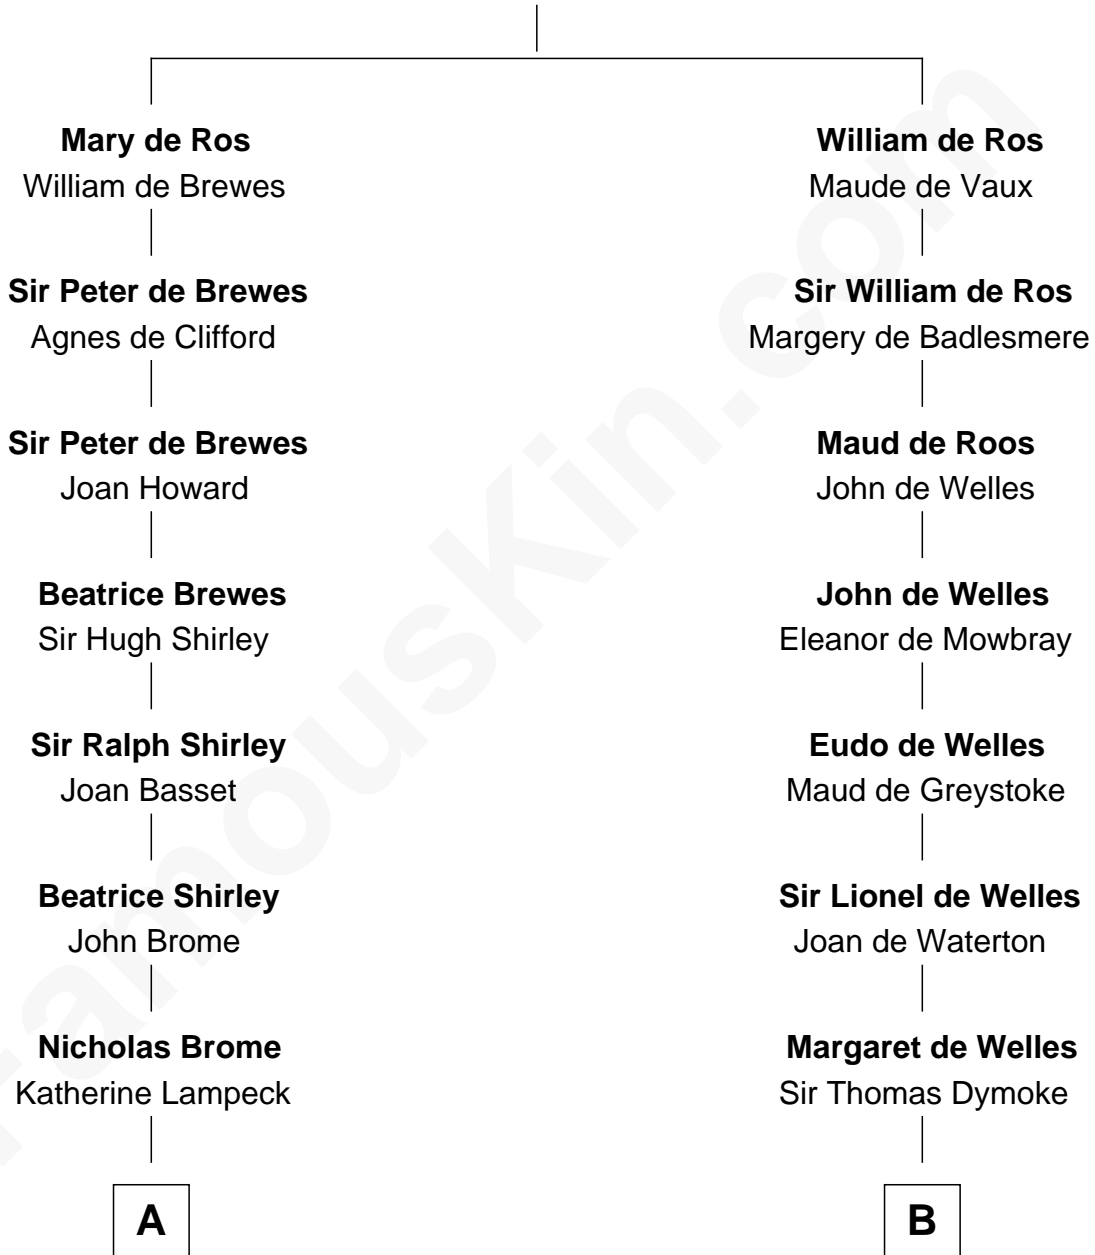 Mary de Ros
William de Brewes
William de Ros
Maude de Vaux
Sir Peter de Brewes
Agnes de Clifford
Sir William de Ros
Margery de Badlesmere
Sir Peter de Brewes
Joan Howard
Maud de Roos
John de Welles
Beatrice Brewes
Sir Hugh Shirley
John de Welles
Eleanor de Mowbray
Sir Ralph Shirley
Joan Basset
Eudo de Welles
Maud de Greystoke
Beatrice Shirley
John Brome
Sir Lionel de Welles
Joan de Waterton
Nicholas Brome
Katherine Lampeck
Margaret de Welles
Sir Thomas Dymoke
A
B
FamousKin.com